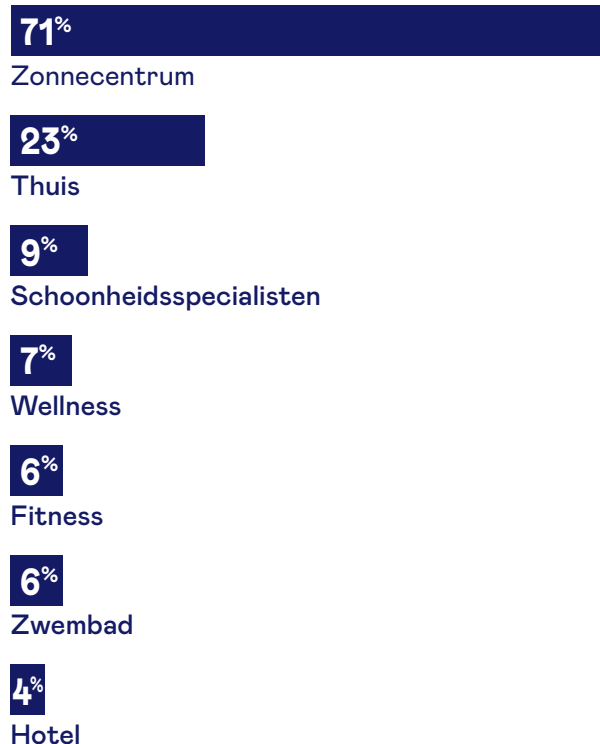 71%
Zonnecentrum
23%
Thuis
9%
Schoonheidsspecialisten
7%
Wellness
6%
Fitness
6%
Zwembad
4%
Hotel